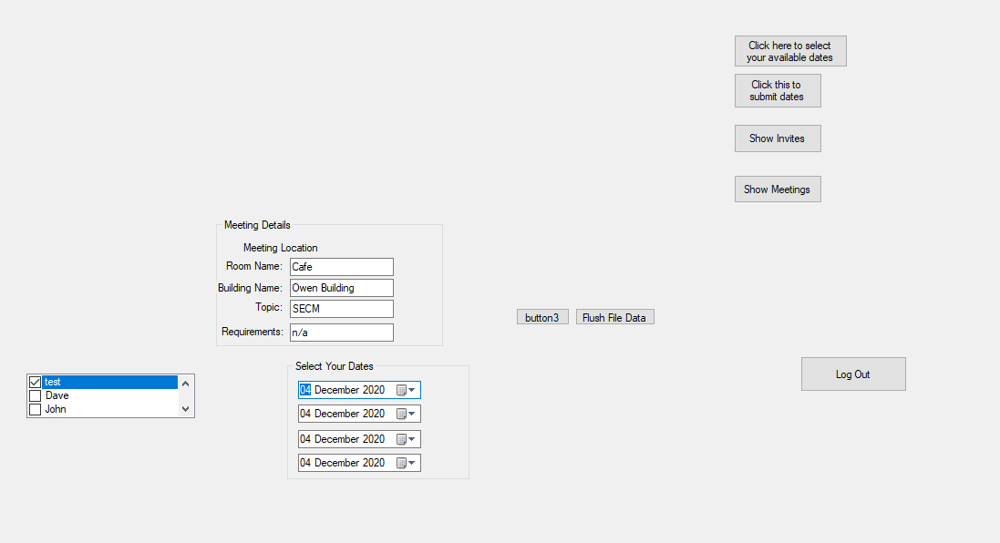 Click here to select
your available dates
Click this to
submit dates
Show Invites
Show Meetings
Meeting Details
Meeting Location
Room Name: Cafe
Building Name: Owen Building
Topic: SECM
Requirements: n/a
button3 Flush File Data
test
Dave
John
Select Your Dates
04 December 2020
04 December 2020
04 December 2020
04 December 2020
Log Out